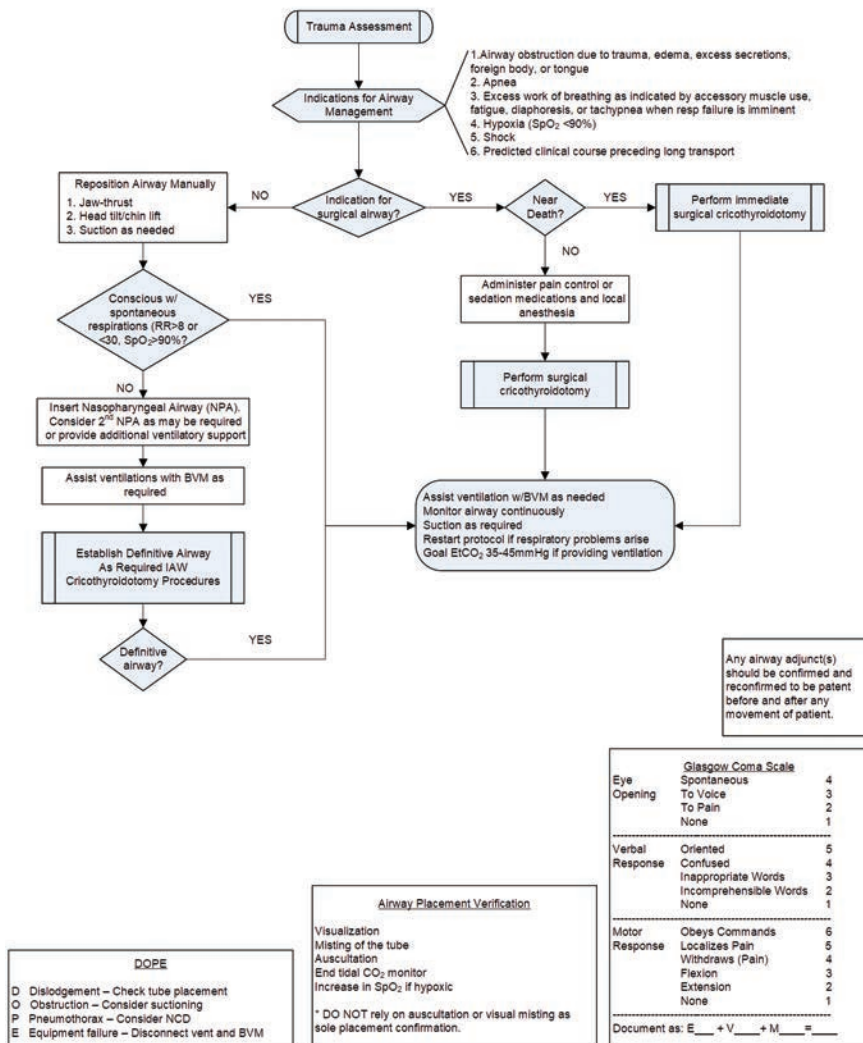 Trauma Assessment
Indications for Airway
Management
1.Airway obstruction due to trauma, edema, excess secretions,
foreign body, or tongue
2. Apnea
3. Excess work of breathing as indicated by accessory muscle use,
fatigue, diaphoresis, or tachypnea when resp failure is imminent
4. Hypoxia (SpO₂ <90%)
5. Shock
6. Predicted clinical course preceding long transport
Reposition Airway Manually
1. Jaw-thrust
2. Head tilt/chin lift
3. Suction as needed
NO
Indication for
surgical airway?
YES
Near
Death?
YES
Perform immediate
surgical cricothyroidotomy
NO
Administer pain control or
sedation medications and local
anesthesia
Perform surgical
cricothyroidotomy
Conscious w/
spontaneous
respirations (RR>8 or
<30, SpO₂>90%?
YES
NO
Insert Nasopharyngeal Airway (NPA).
Consider 2nd NPA as may be required
or provide additional ventilatory support
Assist ventilations with BVM as
required
Establish Definitive Airway
As Required IAW
Cricothyroidotomy Procedures
Definitive
airway?
YES
Assist ventilation w/BVM as needed
Monitor airway continuously
Suction as required
Restart protocol if respiratory problems arise
Goal EtCO₂ 35-45mmHg if providing ventilation
Any airway adjunct(s)
should be confirmed and
reconfirmed to be patent
before and after any
movement of patient.
DOPE
D Dislodgement – Check tube placement
O Obstruction – Consider suctioning
P Pneumothorax – Consider NCD
E Equipment failure – Disconnect vent and BVM
Airway Placement Verification
Visualization
Misting of the tube
Auscultation
End tidal CO₂ monitor
Increase in SpO₂ if hypoxic
* DO NOT rely on auscultation or visual misting as
sole placement confirmation.
Glasgow Coma Scale
Eye Spontaneous 4
Opening To Voice 3
To Pain 2
None 1
Verbal Oriented 5
Response Confused 4
Inappropriate Words 3
Incomprehensible Words 2
None 1
Motor Obeys Commands 6
Response Localizes Pain 5
Withdraws (Pain) 4
Flexion 3
Extension 2
None 1
Document as: E___ + V___ + M___=___